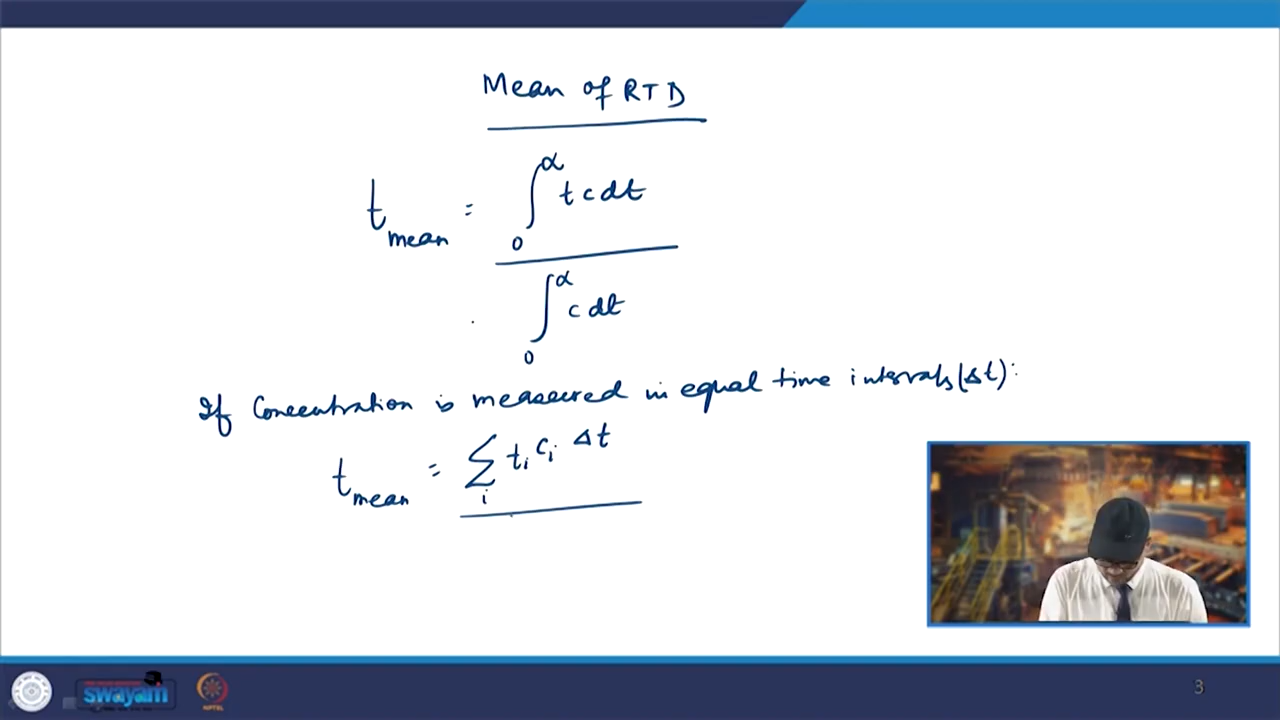 Mean of RTD
t_mean = ∫_0^α t c dt
∫_0^α c dt
If Concentration is measured in equal time intervals (Δt):
t_mean = Σ_i t_i c_i Δt
swayam
NPTEL
3